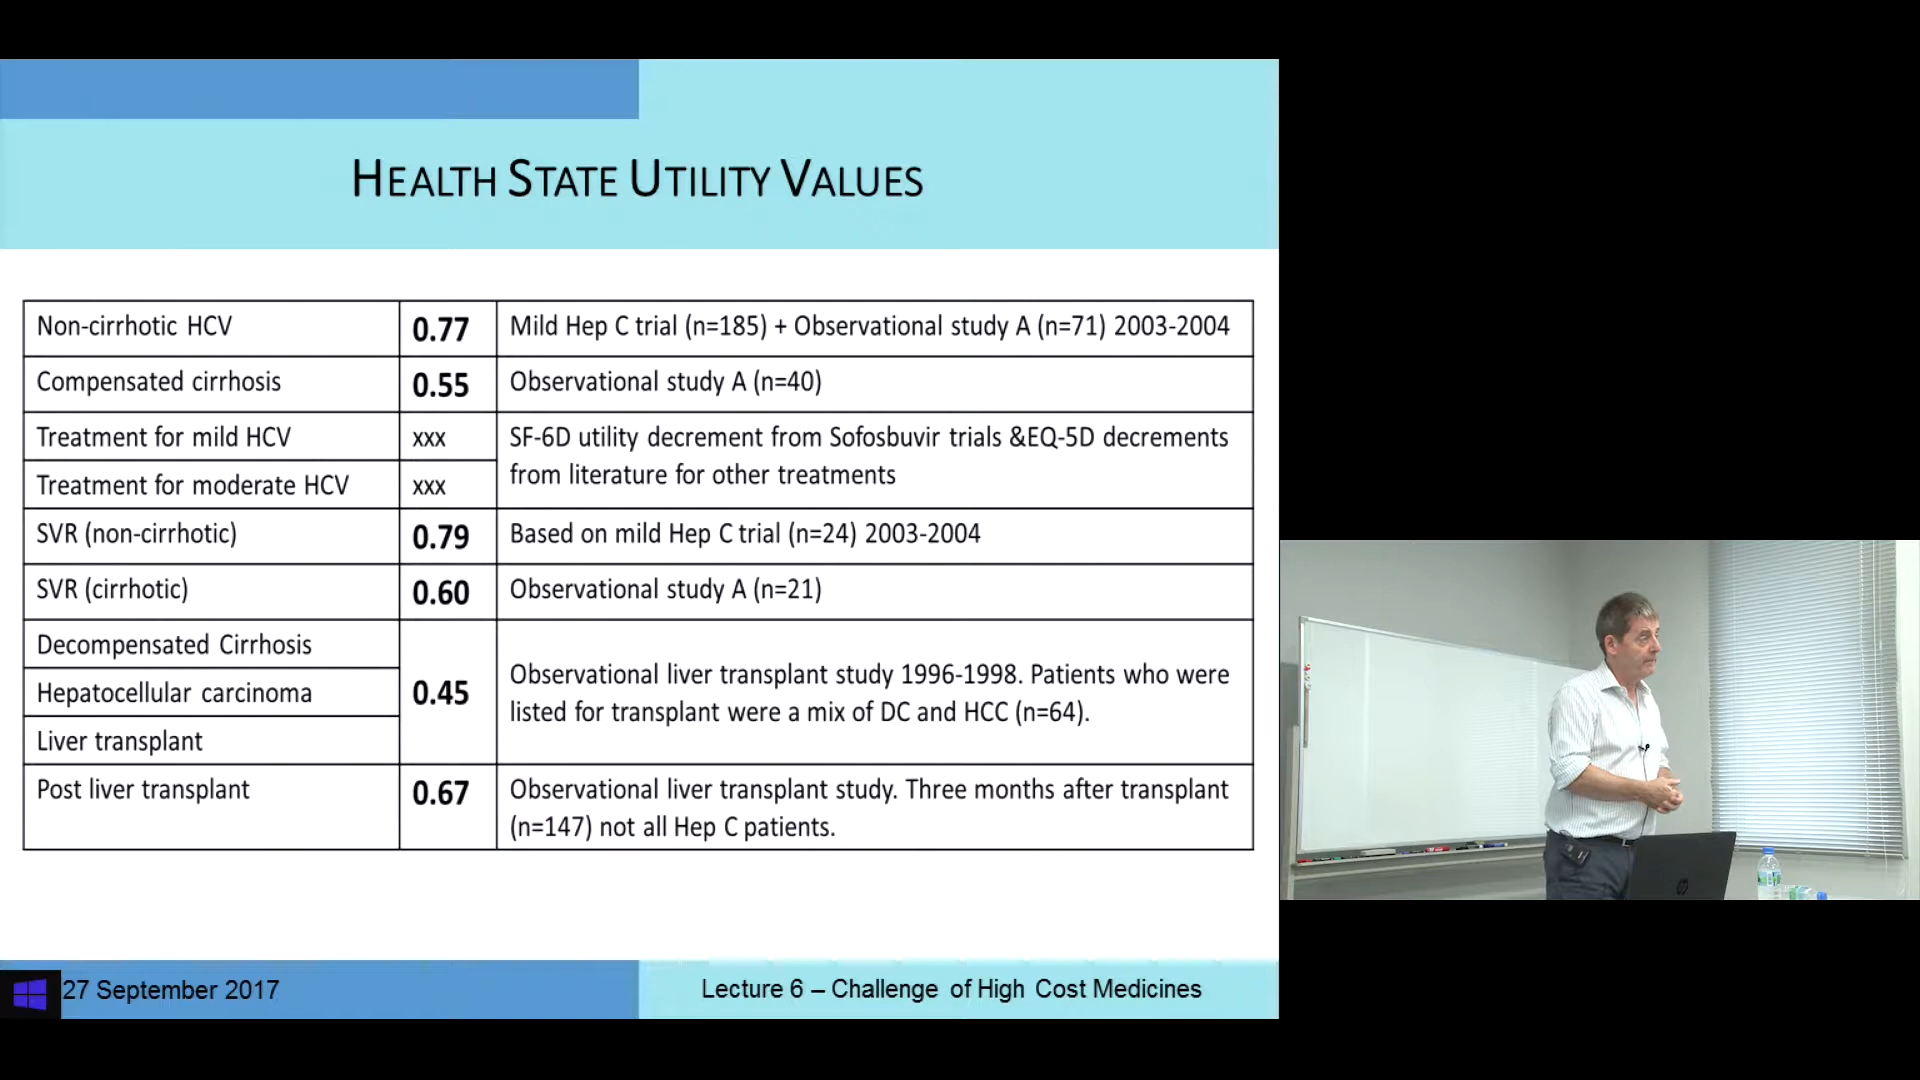 HEALTH STATE UTILITY VALUES
Non-cirrhotic HCV 0.77 Mild Hep C trial (n=185) + Observational study A (n=71) 2003-2004
Compensated cirrhosis 0.55 Observational study A (n=40)
Treatment for mild HCV xxx SF-6D utility decrement from Sofosbuvir trials &EQ-5D decrements
from literature for other treatments
Treatment for moderate HCV xxx
SVR (non-cirrhotic) 0.79 Based on mild Hep C trial (n=24) 2003-2004
SVR (cirrhotic) 0.60 Observational study A (n=21)
Decompensated Cirrhosis
Hepatocellular carcinoma
Liver transplant
0.45
Observational liver transplant study 1996-1998. Patients who were
listed for transplant were a mix of DC and HCC (n=64).
Post liver transplant 0.67 Observational liver transplant study. Three months after transplant
(n=147) not all Hep C patients.
27 September 2017
Lecture 6 – Challenge of High Cost Medicines